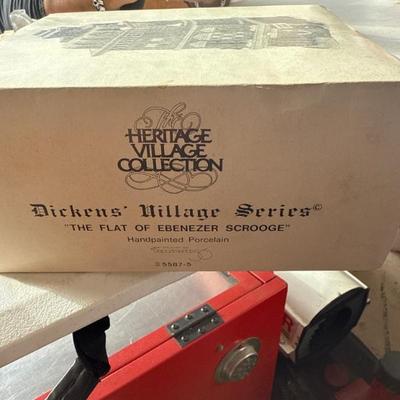 The
HERITAGE
VILLAGE
COLLECTION
Dickens' Village Series©
"THE FLAT OF EBENEZER SCROOGE"
Handpainted Porcelain
5587-5